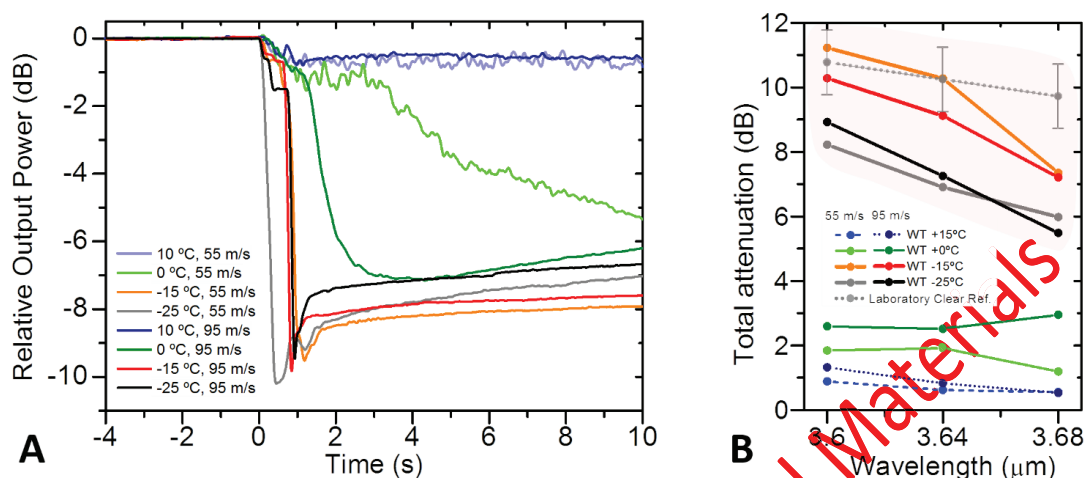 0
-2
-4
-6
-8
-10
Relative Output Power (dB)
10 ºC, 55 m/s
0 ºC, 55 m/s
-15 ºC, 55 m/s
-25 ºC, 55 m/s
10 ºC, 95 m/s
0 ºC, 95 m/s
-15 ºC, 95 m/s
-25 ºC, 95 m/s
-4 -2 0 2 4 6 8 10
Time (s)
A
12
10
8
6
4
2
0
Total attenuation (dB)
55 m/s 95 m/s
WT +15ºC
WT +0ºC
WT -15ºC
WT -25ºC
Laboratory Clear Ref.
3.6 3.64 3.68
Wavelength (μm)
B
Materials